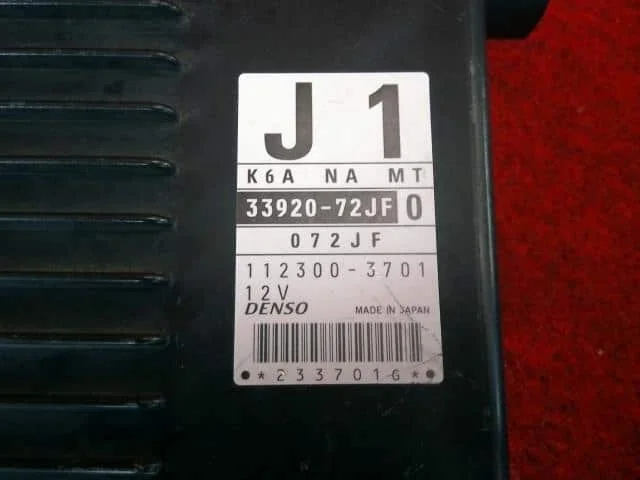 J 1
K6A NA MT
33920-72JF 0
072JF
112300-3701
12V
DENSO MADE IN JAPAN
*233701G*